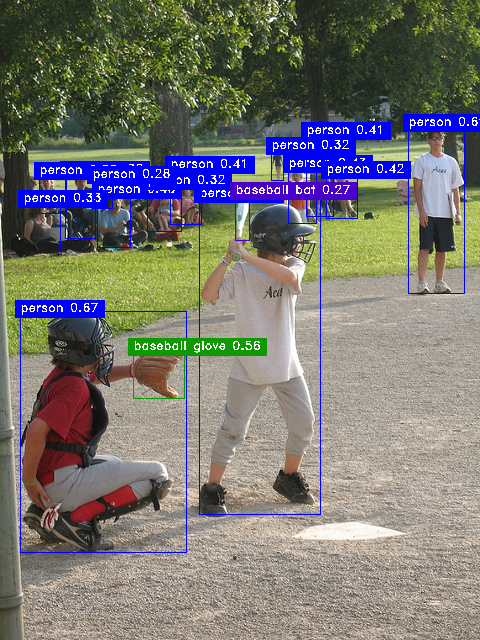 person 0.41
person 0.6
person 0.32
person 0.41
person 0.42
person 0.28
0.32
baseball bat 0.27
person 0.33
Aces
Aces
person 0.67
baseball glove 0.56